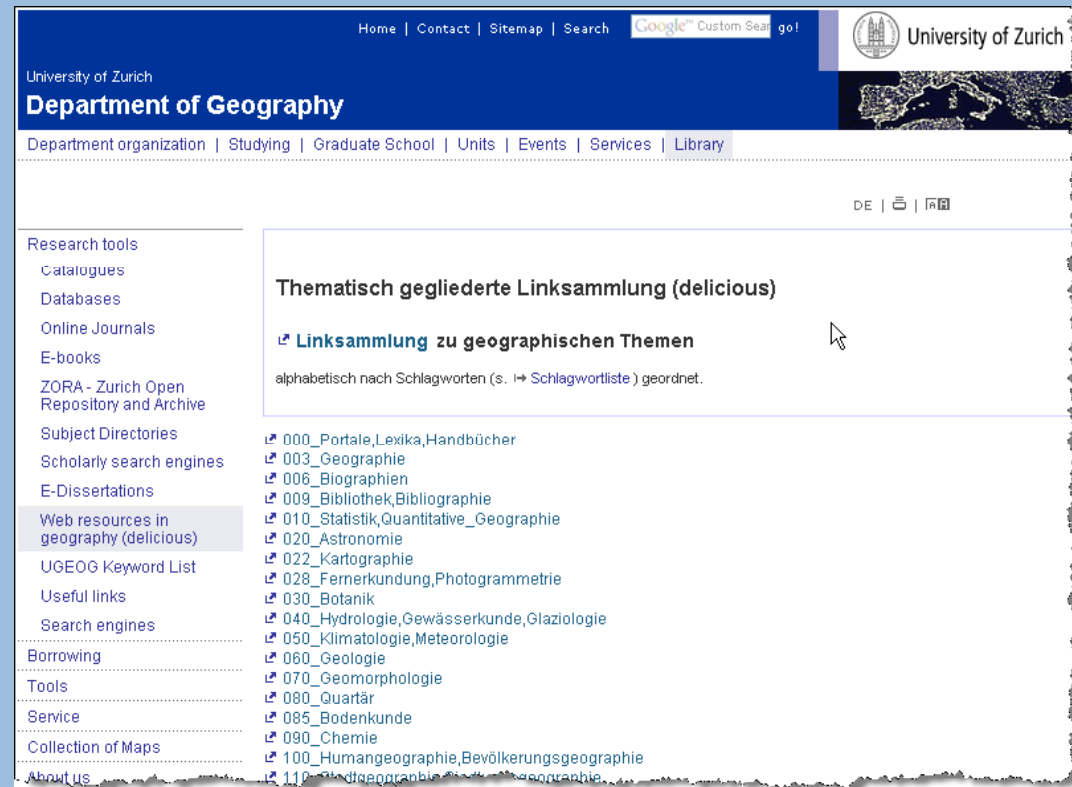 Home | Contact | Sitemap | Search Google™ Custom Sear go!
University of Zurich
University of Zurich
Department of Geography
Department organization | Studying | Graduate School | Units | Events | Services | Library
DE | |
Research tools
Catalogues
Databases
Online Journals
E-books
ZORA - Zurich Open
Repository and Archive
Subject Directories
Scholarly search engines
E-Dissertations
Web resources in
geography (delicious)
UGEOG Keyword List
Useful links
Search engines
Borrowing
Tools
Service
Collection of Maps
About us
Thematisch gegliederte Linksammlung (delicious)
Linksammlung zu geographischen Themen
alphabetisch nach Schlagworten (s. Schlagwortliste ) geordnet.
000_Portale,Lexika,Handbücher
003_Geographie
006_Biographien
009_Bibliothek,Bibliographie
010_Statistik,Quantitative_Geographie
020_Astronomie
022_Kartographie
028_Fernerkundung,Photogrammetrie
030_Botanik
040_Hydrologie,Gewässerkunde,Glaziologie
050_Klimatologie,Meteorologie
060_Geologie
070_Geomorphologie
080_Quartär
085_Bodenkunde
090_Chemie
100_Humangeographie,Bevölkerungsgeographie